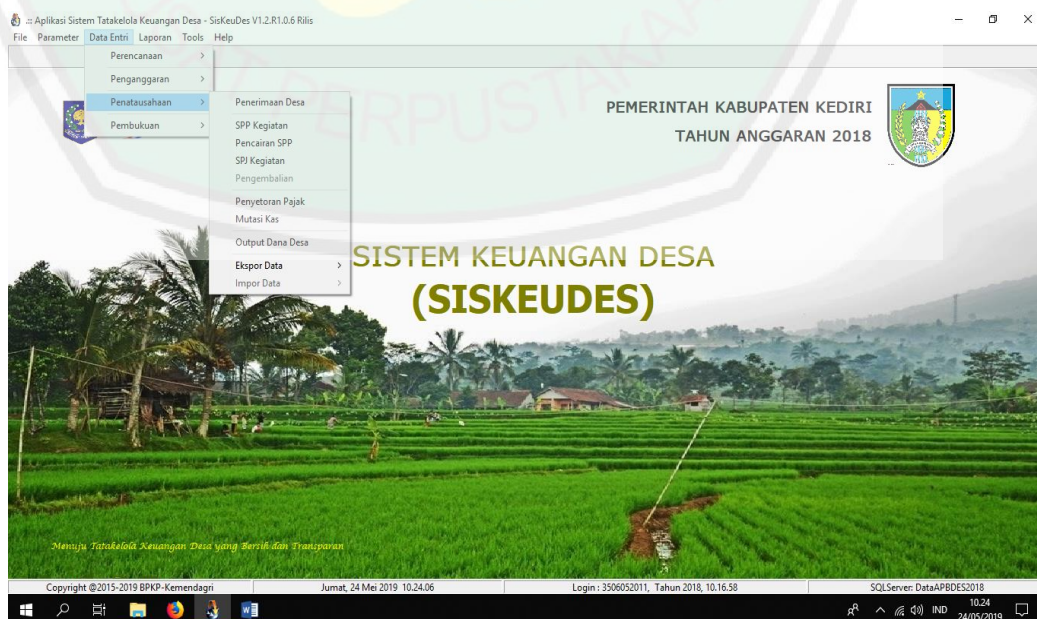 .:: Aplikasi Sistem Tatakelola Keuangan Desa - SisKeuDes V1.2.R1.0.6 Rilis
File Parameter Data Entri Laporan Tools Help
Perencanaan
Penganggaran
Penatausahaan
Pembukuan
Penerimaan Desa
SPP Kegiatan
Pencairan SPP
SPJ Kegiatan
Pengembalian
Penyetoran Pajak
Mutasi Kas
Output Dana Desa
Ekspor Data
Impor Data
PERPUSTAKA
PEMERINTAH KABUPATEN KEDIRI
TAHUN ANGGARAN 2018
SISTEM KEUANGAN DESA
(SISKEUDES)
Menuju Tatakelola Keuangan Desa yang Bersih dan Transparan
Copyright @2015-2019 BPKP-Kemendagri
Jumat, 24 Mei 2019 10.24.06
Login : 3506052011, Tahun 2018, 10.16.58
SQLServer: DataAPBDES2018
IND
10.24
24/05/2019